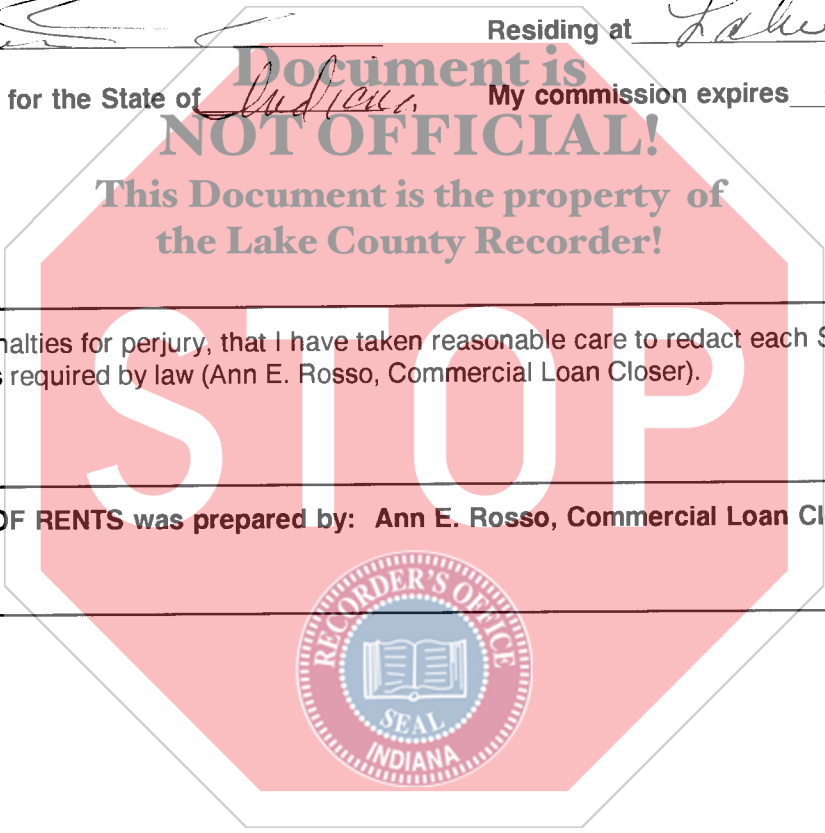 Residing at Lake
Document is
for the State of Indiana My commission expires
NOT OFFICIAL!
This Document is the property of
the Lake County Recorder!
nalties for perjury, that I have taken reasonable care to redact each S
s required by law (Ann E. Rosso, Commercial Loan Closer).
STOP
OF RENTS was prepared by: Ann E. Rosso, Commercial Loan Cl
RECORDER'S OFFICE
SEAL
INDIANA